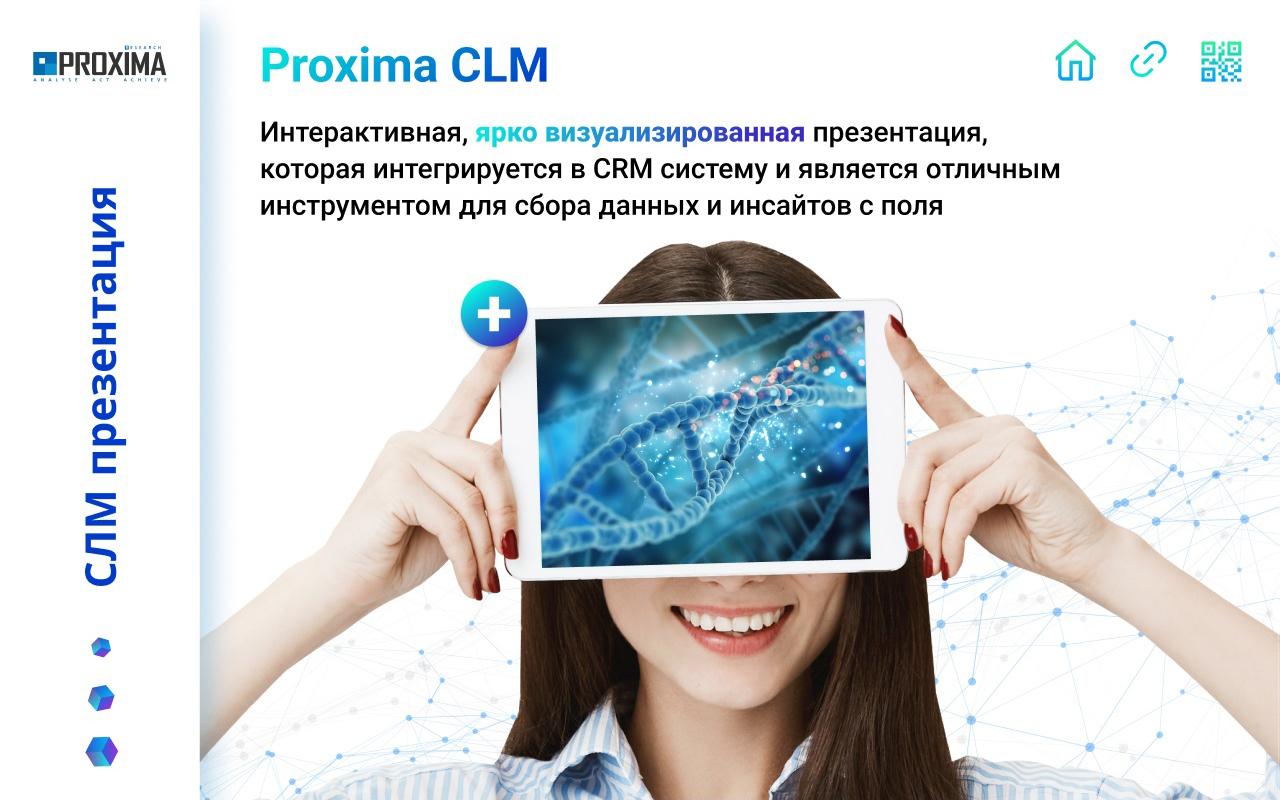 RESEARCH
PROXIMA
ANALYSE ACT ACHIEVE
СЛМ презентация
Proxima CLM
Интерактивная, ярко визуализированная презентация,
которая интегрируется в CRM систему и является отличным
инструментом для сбора данных и инсайтов с поля